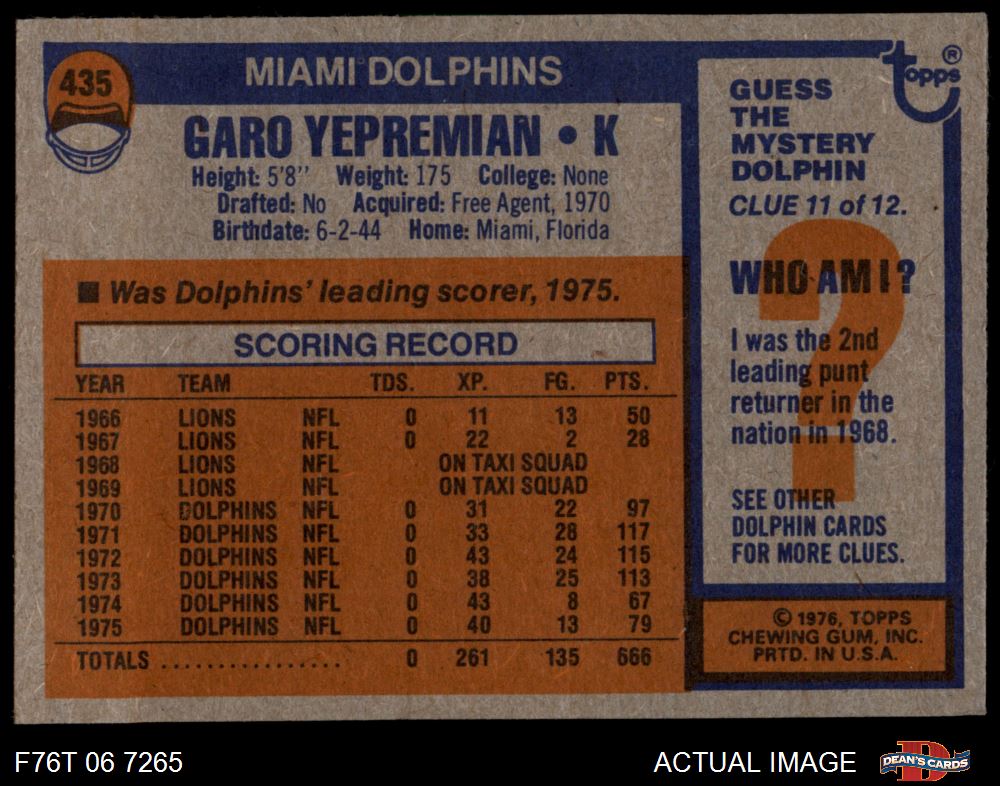 435
MIAMI DOLPHINS
GARO YEPREMIAN • K
Height: 5'8" Weight: 175 College: None
Drafted: No Acquired: Free Agent, 1970
Birthdate: 6-2-44 Home: Miami, Florida
■ Was Dolphins' leading scorer, 1975.
SCORING RECORD
YEAR TEAM TDS. XP. FG. PTS.
1966 LIONS NFL 0 11 13 50
1967 LIONS NFL 0 22 2 28
1968 LIONS NFL ON TAXI SQUAD
1969 LIONS NFL ON TAXI SQUAD
1970 DOLPHINS NFL 0 31 22 97
1971 DOLPHINS NFL 0 33 28 117
1972 DOLPHINS NFL 0 43 24 115
1973 DOLPHINS NFL 0 38 25 113
1974 DOLPHINS NFL 0 43 8 67
1975 DOLPHINS NFL 0 40 13 79
TOTALS ................. 0 261 135 666
topps®
GUESS
THE
MYSTERY
DOLPHIN
CLUE 11 of 12.
?
WHO AM I?
I was the 2nd
leading punt
returner in the
nation in 1968.
SEE OTHER
DOLPHIN CARDS
FOR MORE CLUES.
© 1976, TOPPS
CHEWING GUM, INC.
PRTD. IN U.S.A.
F76T 06 7265
ACTUAL IMAGE
D
DEAN'S CARDS